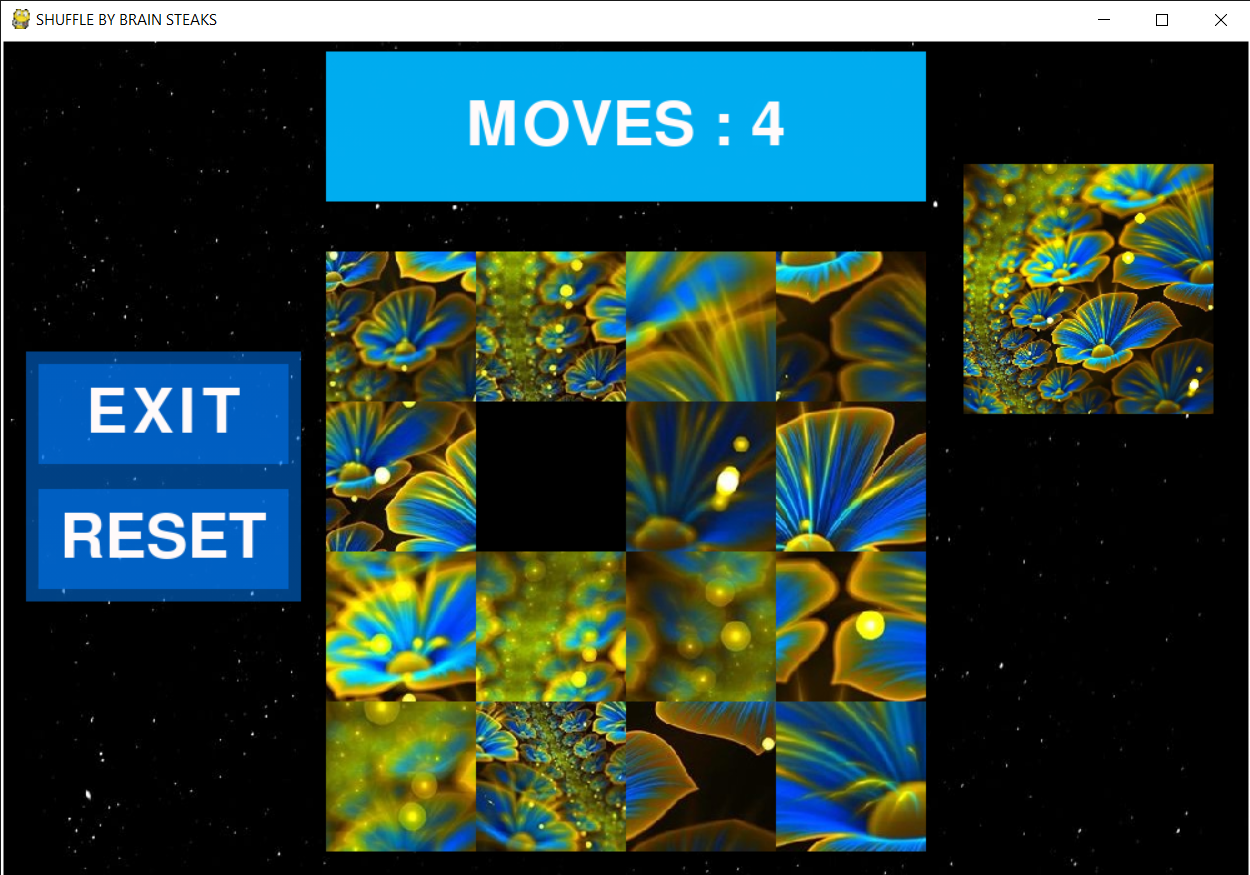 SHUFFLE BY BRAIN STEAKS
MOVES : 4
EXIT
RESET